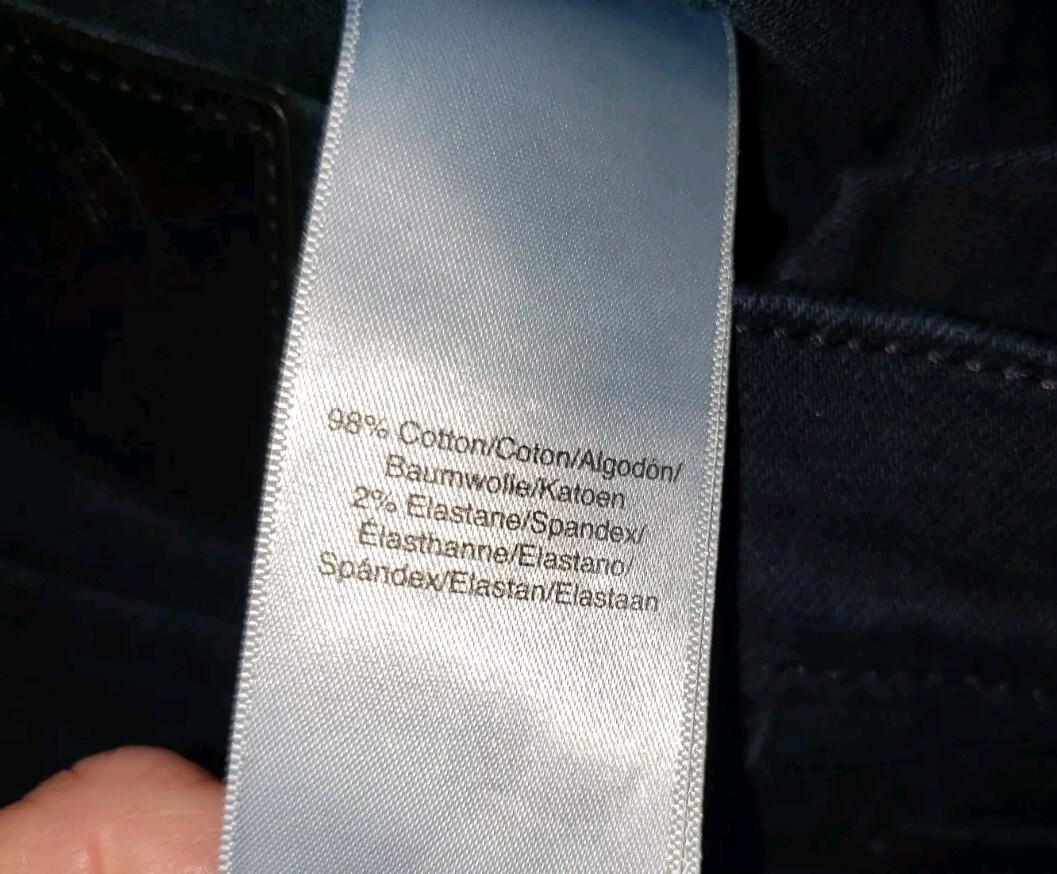 98% Cotton/Coton/Algodón/
Baumwolle/Katoen
2% Elastane/Spandex/
Élasthanne/Elastano/
Spándex/Elastan/Elastaan